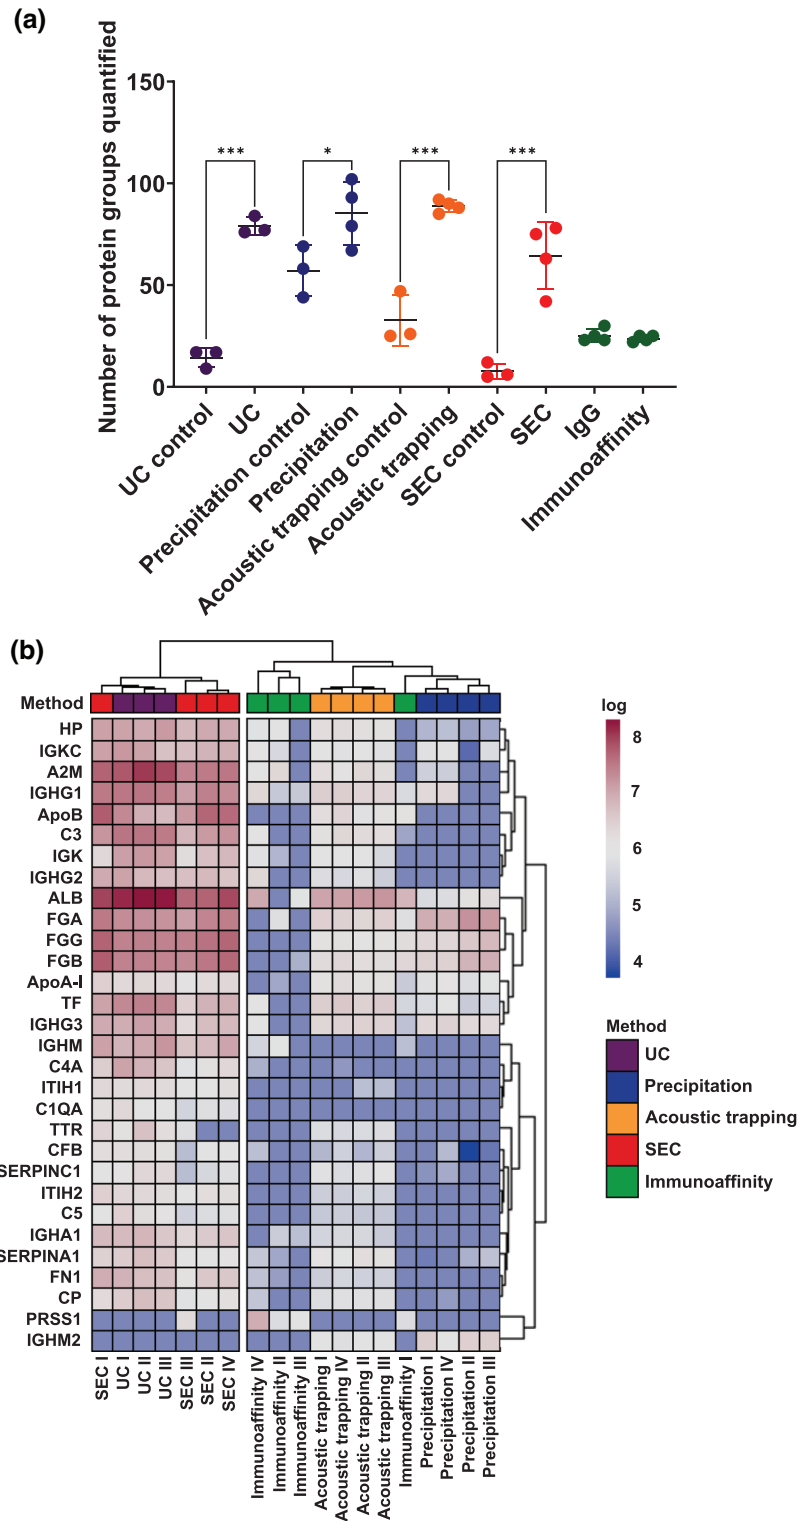 (a)
Number of protein groups quantified
150
100
50
0
***
*
***
***
UC control
UC
Precipitation control
Precipitation
Acoustic trapping control
Acoustic trapping
SEC control
SEC
IgG
Immunoaffinity
(b)
Method
HP
IGKC
A2M
IGHG1
ApoB
C3
IGK
IGHG2
ALB
FGA
FGG
FGB
ApoA-I
TF
IGHG3
IGHM
C4A
ITIH1
C1QA
TTR
CFB
SERPINC1
ITIH2
C5
IGHA1
SERPINA1
FN1
CP
PRSS1
IGHM2
SEC I
UC I
UC II
UC III
SEC III
SEC II
SEC IV
Immunoaffinity IV
Immunoaffinity II
Immunoaffinity III
Acoustic trapping I
Acoustic trapping IV
Acoustic trapping II
Acoustic trapping III
Immunoaffinity I
Precipitation I
Precipitation IV
Precipitation II
Precipitation III
log
8
7
6
5
4
Method
UC
Precipitation
Acoustic trapping
SEC
Immunoaffinity